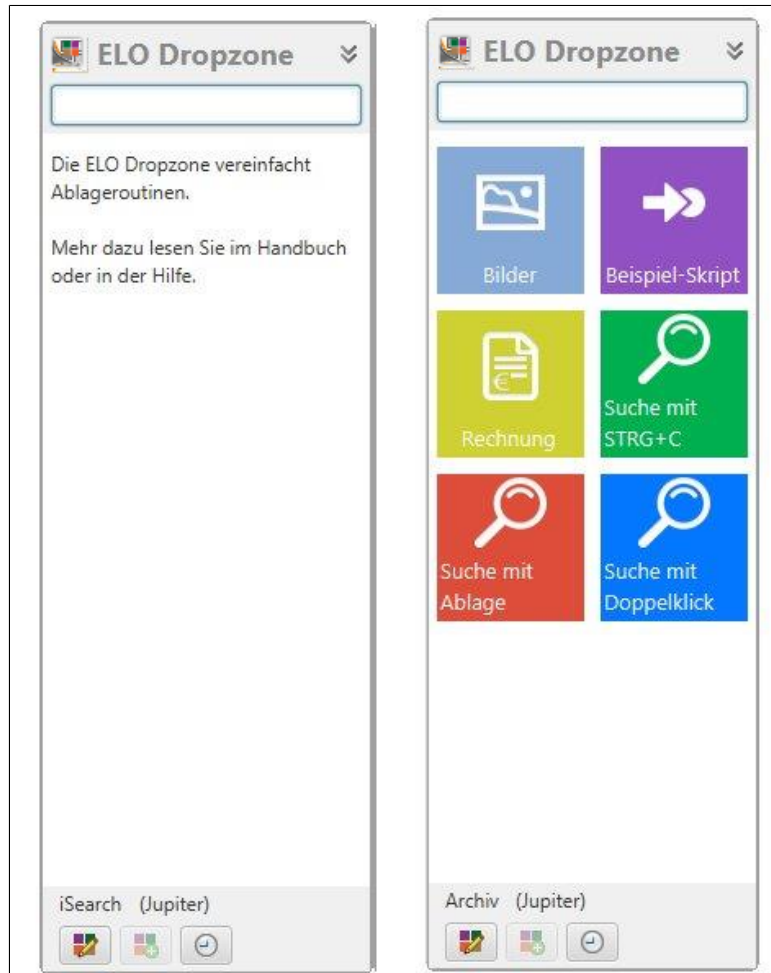 ELO Dropzone
Die ELO Dropzone vereinfacht
Ablageroutinen.
Mehr dazu lesen Sie im Handbuch
oder in der Hilfe.
iSearch (Jupiter)
ELO Dropzone
Bilder
Beispiel-Skript
Rechnung
Suche mit
STRG+C
Suche mit
Ablage
Suche mit
Doppelklick
Archiv (Jupiter)